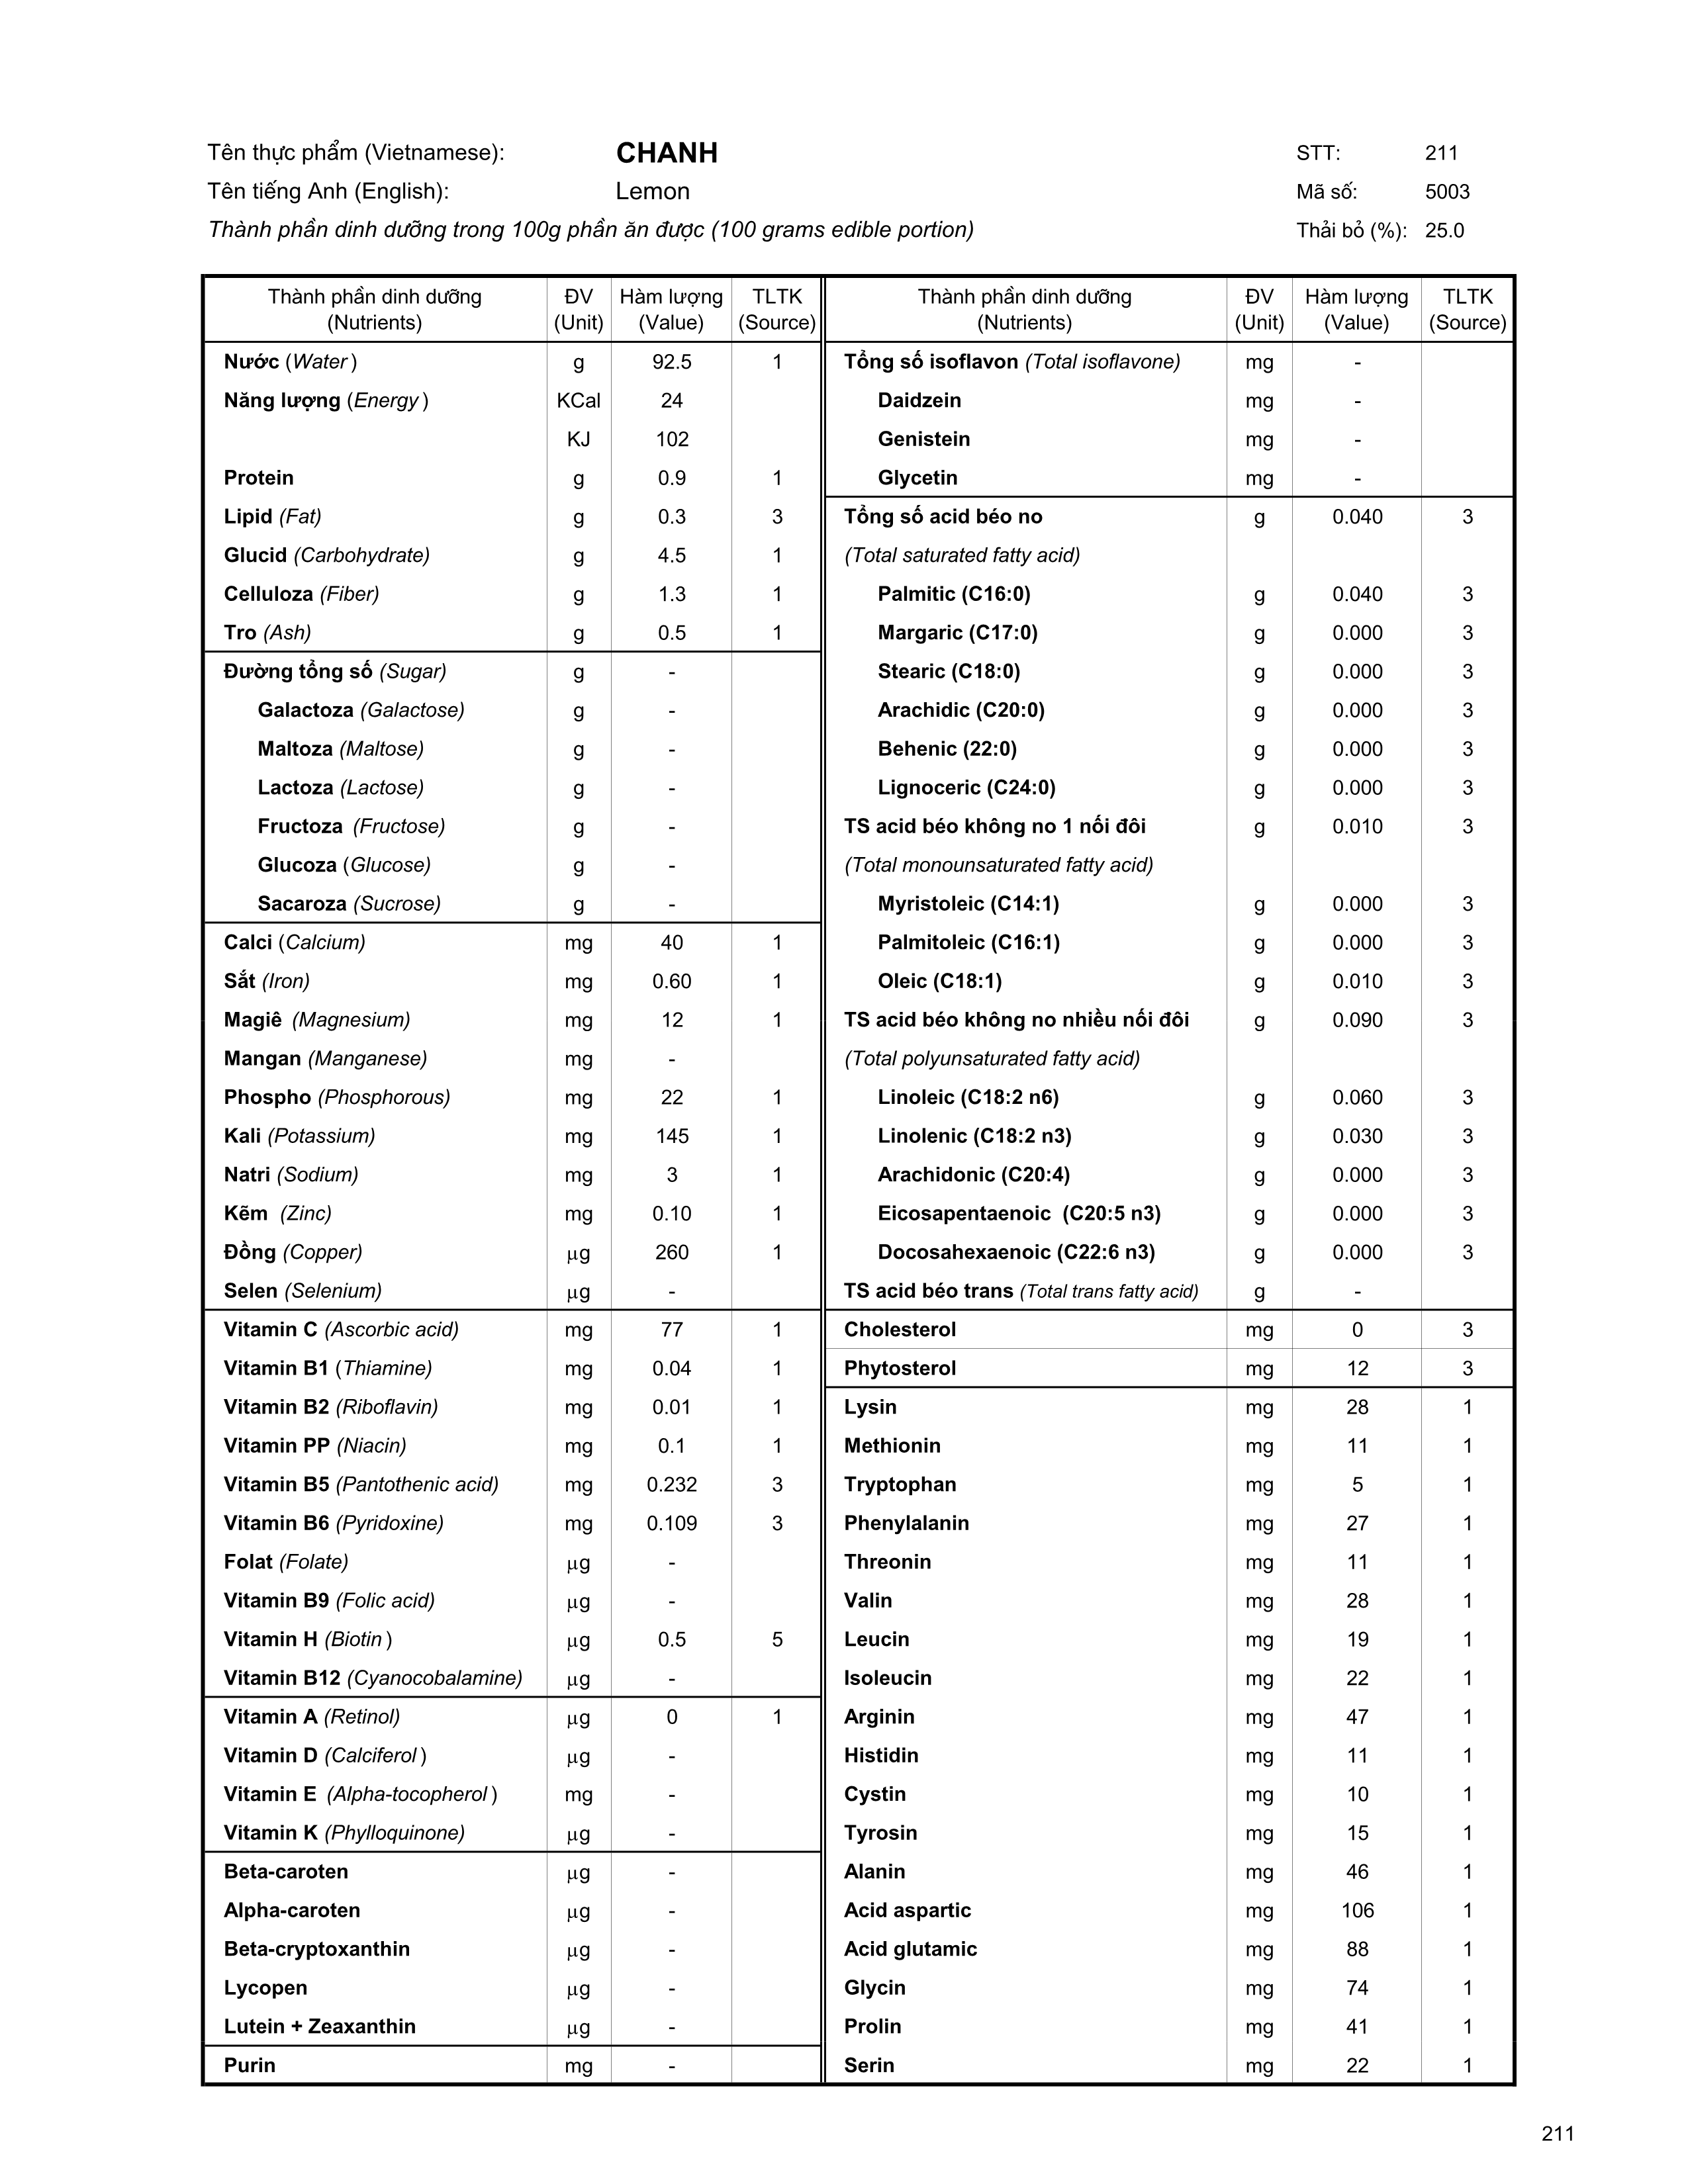 Tên thực phẩm (Vietnamese): CHANH STT: 211
Tên tiếng Anh (English): Lemon Mã số: 5003
Thành phần dinh dưỡng trong 100g phần ăn được (100 grams edible portion) Thải bỏ (%): 25.0
Thành phần dinh dưỡng ĐV Hàm lượng TLTK
(Nutrients) (Unit) (Value) (Source)
Nước (Water) g 92.5 1
Năng lượng (Energy) KCal 24
KJ 102
Protein g 0.9 1
Lipid (Fat) g 0.3 3
Glucid (Carbohydrate) g 4.5 1
Celluloza (Fiber) g 1.3 1
Tro (Ash) g 0.5 1
Đường tổng số (Sugar) g -
Galactoza (Galactose) g -
Maltoza (Maltose) g -
Lactoza (Lactose) g -
Fructoza (Fructose) g -
Glucoza (Glucose) g -
Sacaroza (Sucrose) g -
Calci (Calcium) mg 40 1
Sắt (Iron) mg 0.60 1
Magiê (Magnesium) mg 12 1
Mangan (Manganese) mg -
Phospho (Phosphorous) mg 22 1
Kali (Potassium) mg 145 1
Natri (Sodium) mg 3 1
Kẽm (Zinc) mg 0.10 1
Đồng (Copper) μg 260 1
Selen (Selenium) μg -
Vitamin C (Ascorbic acid) mg 77 1
Vitamin B1 (Thiamine) mg 0.04 1
Vitamin B2 (Riboflavin) mg 0.01 1
Vitamin PP (Niacin) mg 0.1 1
Vitamin B5 (Pantothenic acid) mg 0.232 3
Vitamin B6 (Pyridoxine) mg 0.109 3
Folat (Folate) μg -
Vitamin B9 (Folic acid) μg -
Vitamin H (Biotin) μg 0.5 5
Vitamin B12 (Cyanocobalamine) μg -
Vitamin A (Retinol) μg 0 1
Vitamin D (Calciferol) μg -
Vitamin E (Alpha-tocopherol) mg -
Vitamin K (Phylloquinone) μg -
Beta-caroten μg -
Alpha-caroten μg -
Beta-cryptoxanthin μg -
Lycopen μg -
Lutein + Zeaxanthin μg -
Purin mg -
Thành phần dinh dưỡng ĐV Hàm lượng TLTK
(Nutrients) (Unit) (Value) (Source)
Tổng số isoflavon (Total isoflavone) mg -
Daidzein mg -
Genistein mg -
Glycetin mg -
Tổng số acid béo no g 0.040 3
(Total saturated fatty acid)
Palmitic (C16:0) g 0.040 3
Margaric (C17:0) g 0.000 3
Stearic (C18:0) g 0.000 3
Arachidic (C20:0) g 0.000 3
Behenic (22:0) g 0.000 3
Lignoceric (C24:0) g 0.000 3
TS acid béo không no 1 nối đôi g 0.010 3
(Total monounsaturated fatty acid)
Myristoleic (C14:1) g 0.000 3
Palmitoleic (C16:1) g 0.000 3
Oleic (C18:1) g 0.010 3
TS acid béo không no nhiều nối đôi g 0.090 3
(Total polyunsaturated fatty acid)
Linoleic (C18:2 n6) g 0.060 3
Linolenic (C18:2 n3) g 0.030 3
Arachidonic (C20:4) g 0.000 3
Eicosapentaenoic (C20:5 n3) g 0.000 3
Docosahexaenoic (C22:6 n3) g 0.000 3
TS acid béo trans (Total trans fatty acid) g -
Cholesterol mg 0 3
Phytosterol mg 12 3
Lysin mg 28 1
Methionin mg 11 1
Tryptophan mg 5 1
Phenylalanin mg 27 1
Threonin mg 11 1
Valin mg 28 1
Leucin mg 19 1
Isoleucin mg 22 1
Arginin mg 47 1
Histidin mg 11 1
Cystin mg 10 1
Tyrosin mg 15 1
Alanin mg 46 1
Acid aspartic mg 106 1
Acid glutamic mg 88 1
Glycin mg 74 1
Prolin mg 41 1
Serin mg 22 1
211